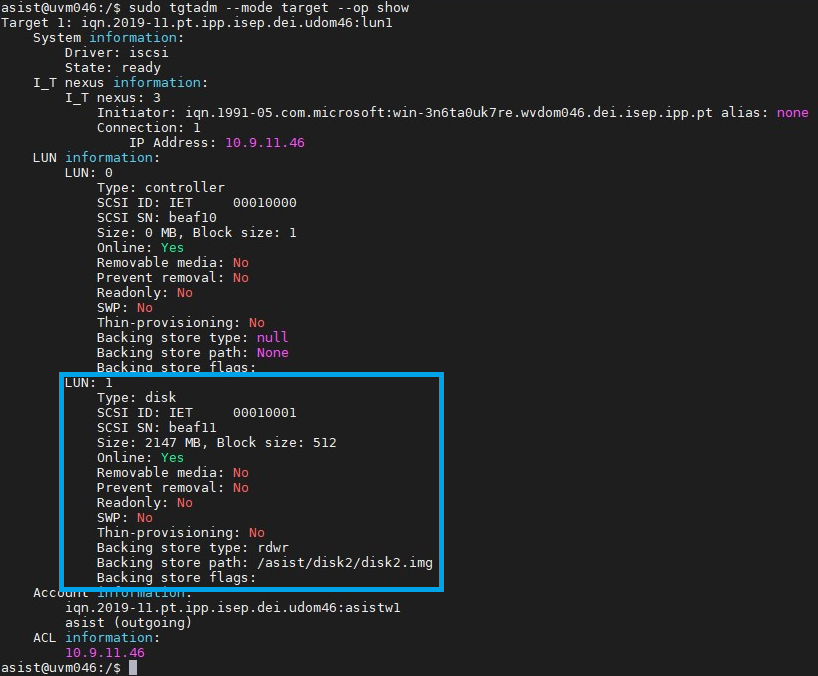 asist@uvm046:/$ sudo tgtadm --mode target --op show
Target 1: iqn.2019-11.pt.ipp.isep.dei.udom46:lun1
System information:
Driver: iscsi
State: ready
I_T nexus information:
I_T nexus: 3
Initiator: iqn.1991-05.com.microsoft:win-3n6ta0uk7re.wvdom046.dei.isep.ipp.pt alias: none
Connection: 1
IP Address: 10.9.11.46
LUN information:
LUN: 0
Type: controller
SCSI ID: IET     00010000
SCSI SN: beaf10
Size: 0 MB, Block size: 1
Online: Yes
Removable media: No
Prevent removal: No
Readonly: No
SWP: No
Thin-provisioning: No
Backing store type: null
Backing store path: None
Backing store flags:
LUN: 1
Type: disk
SCSI ID: IET     00010001
SCSI SN: beaf11
Size: 2147 MB, Block size: 512
Online: Yes
Removable media: No
Prevent removal: No
Readonly: No
SWP: No
Thin-provisioning: No
Backing store type: rdwr
Backing store path: /asist/disk2/disk2.img
Backing store flags:
Account information:
iqn.2019-11.pt.ipp.isep.dei.udom46:asistw1
asist (outgoing)
ACL information:
10.9.11.46
asist@uvm046:/$